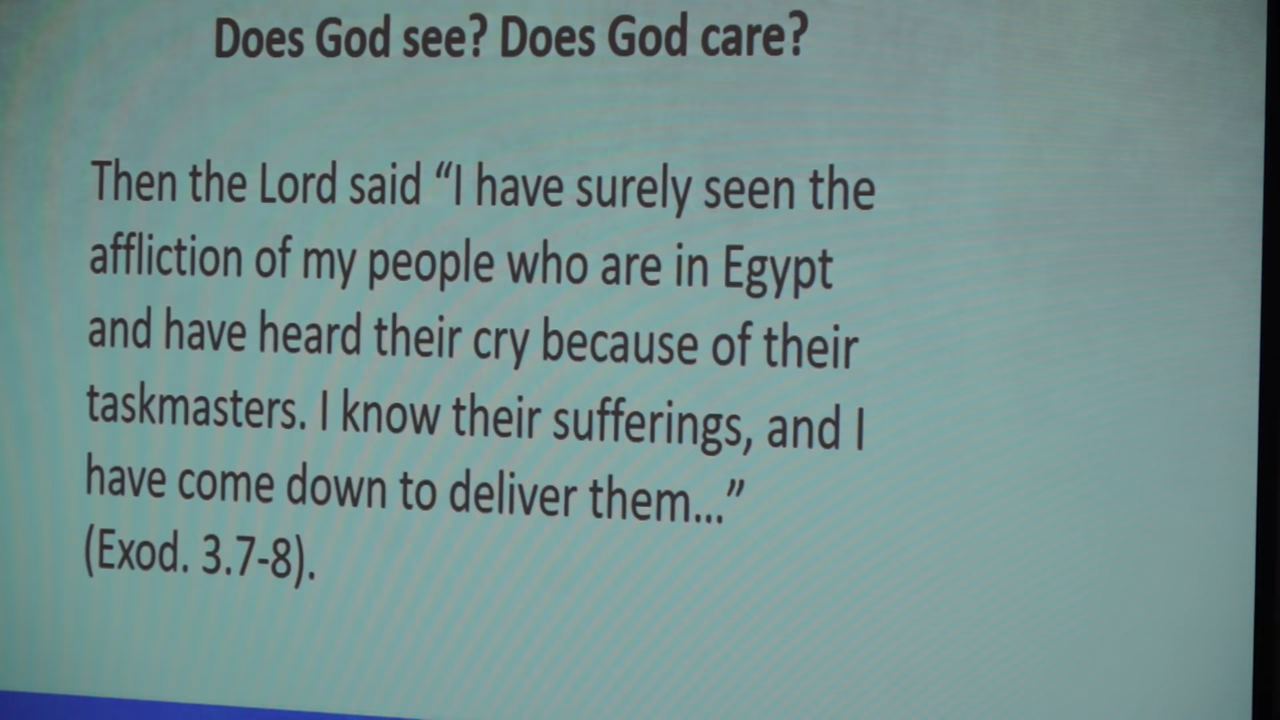 Does God see? Does God care?
Then the Lord said “I have surely seen the
affliction of my people who are in Egypt
and have heard their cry because of their
taskmasters. I know their sufferings, and I
have come down to deliver them...”
(Exod. 3.7-8).